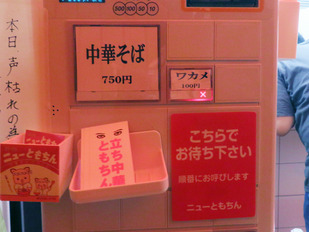 500 100 50 10
本日、声枯れの為
中華そば
750円
ワカメ
100円
ニューともちん
立ち中華
ともちん
こちらで
お待ち下さい
順番にお呼びします
ニューともちん